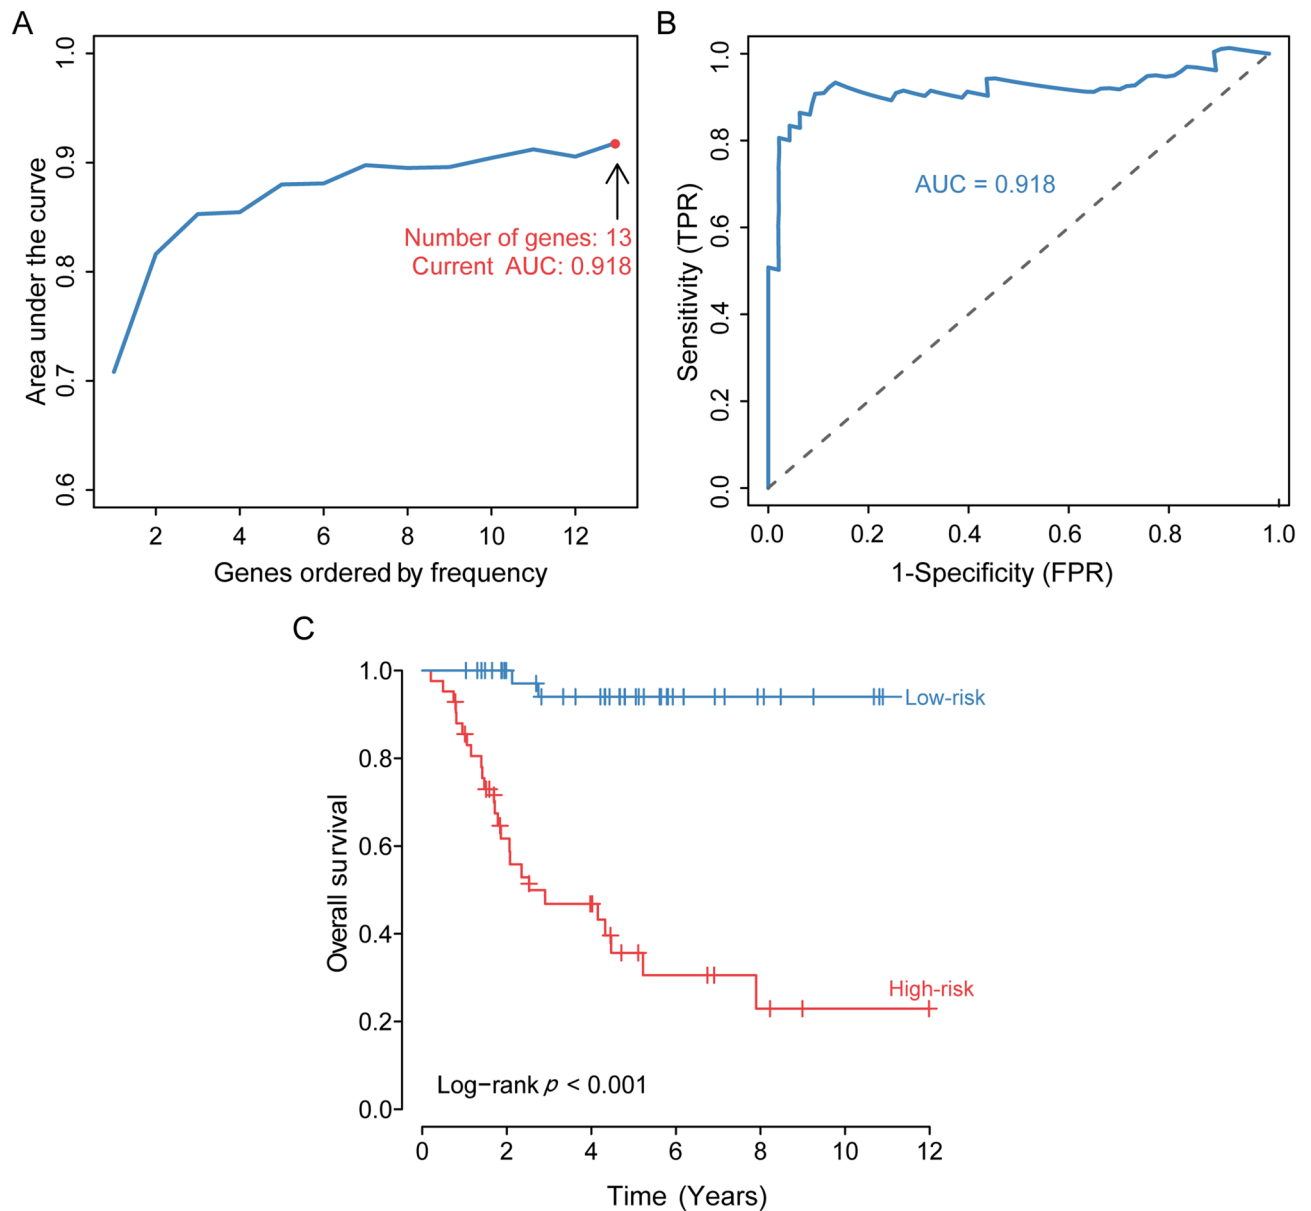 A
Area under the curve
1.0
0.9
0.8
0.7
0.6
Number of genes: 13
Current AUC: 0.918
2 4 6 8 10 12
Genes ordered by frequency
B
Sensitivity (TPR)
1.0
0.8
0.6
0.4
0.2
0.0
AUC = 0.918
0.0 0.2 0.4 0.6 0.8 1.0
1-Specificity (FPR)
C
Overall survival
1.0
0.8
0.6
0.4
0.2
0.0
Low-risk
High-risk
Log−rank p < 0.001
0 2 4 6 8 10 12
Time (Years)